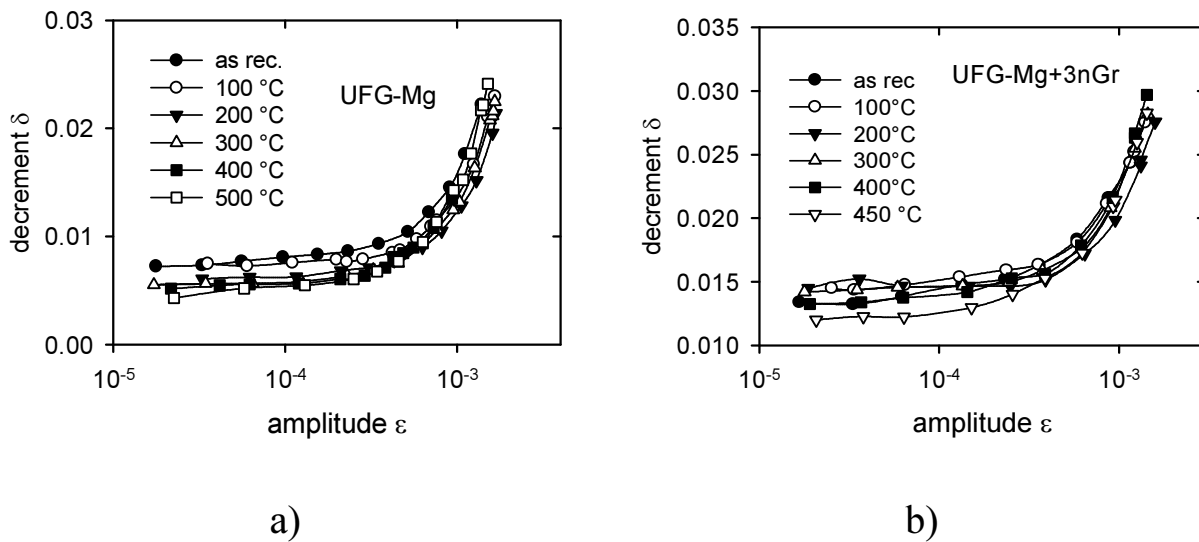 0.03
as rec.
100 °C
200 °C
300 °C
400 °C
500 °C
UFG-Mg
0.02
0.01
0.00
decrement δ
10-5
10-4
10-3
amplitude ε
a)
0.035
as rec
100°C
200°C
300°C
400°C
450 °C
UFG-Mg+3nGr
0.030
0.025
0.020
0.015
0.010
decrement δ
10-5
10-4
10-3
amplitude ε
b)